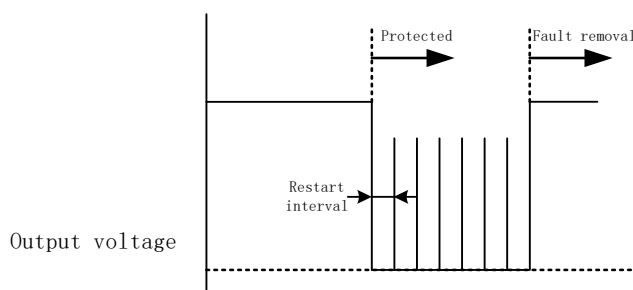 Protected
Fault removal
Restart
interval
Output voltage